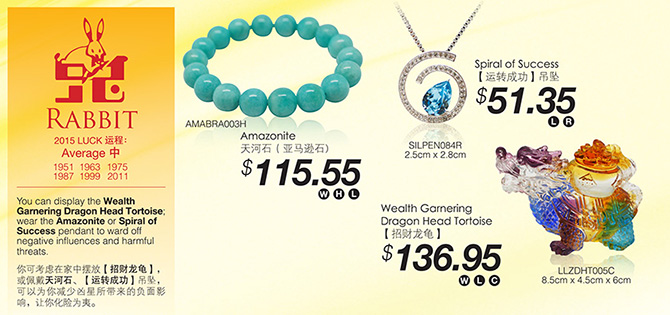 RABBIT
2015 LUCK 运程:
Average 中
1951 1963 1975
1987 1999 2011
You can display the Wealth
Garnering Dragon Head Tortoise;
wear the Amazonite or Spiral of
Success pendant to ward off
negative influences and harmful
threats.
你可考虑在家中摆放【招财龙龟】,
或佩戴天河石、【运转成功】吊坠,
可以为你减少凶星所带来的负面影
响，让你化险为夷。
AMABRA003H
Amazonite
天河石 ( 亚马逊石)
$115.55
W H L
Spiral of Success
【运转成功】吊坠
$51.35
L R
SILPEN084R
2.5cm x 2.8cm
Wealth Garnering
Dragon Head Tortoise
【招财龙龟】
$136.95
W L C
LLZDHT005C
8.5cm x 4.5cm x 6cm